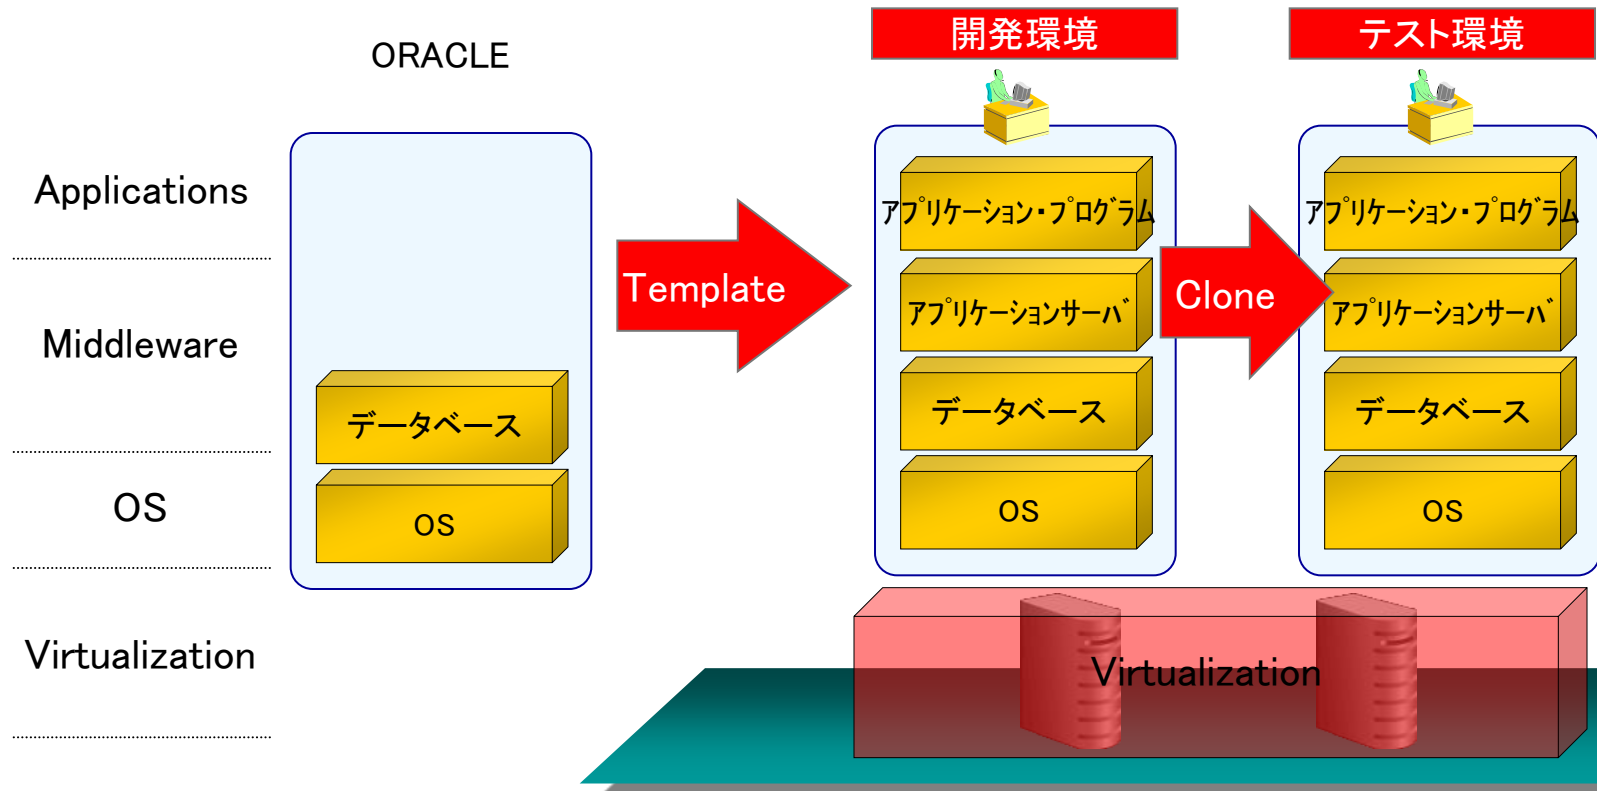 ORACLE
開発環境
テスト環境
Applications
Middleware
OS
Virtualization
データベース
OS
Template
アプリケーション・プログラム
アプリケーションサーバ
データベース
OS
Clone
アプリケーション・プログラム
アプリケーションサーバ
データベース
OS
Virtualization